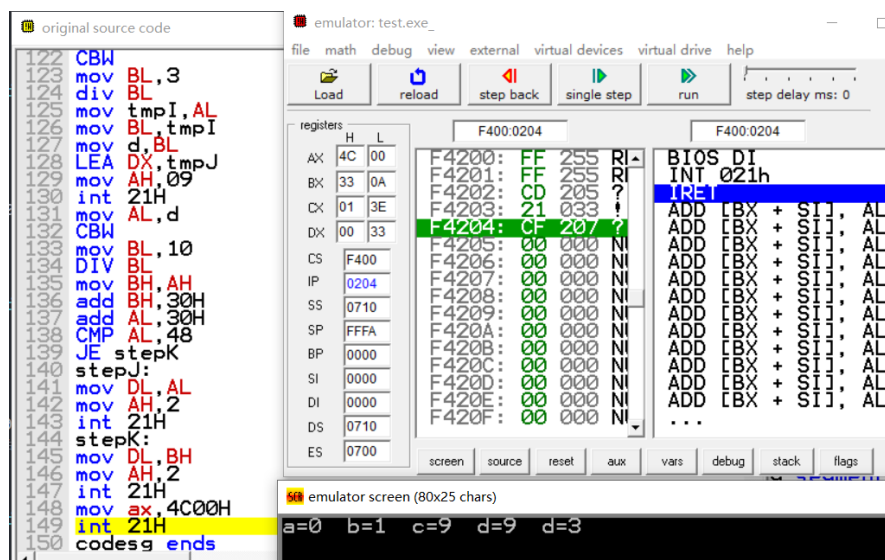 original source code
122 CBW
123 mov BL,3
124 div BL
125 mov tmpI,AL
126 mov BL,tmpI
127 mov d,BL
128 LEA DX,tmpJ
129 mov AH,09
130 int 21H
131 mov AL,d
132 CBW
133 mov BL,10
134 DIV BL
135 mov BH,AH
136 add BH,30H
137 add AL,30H
138 CMP AL,48
139 JE stepK
140 stepJ:
141 mov DL,AL
142 mov AH,2
143 int 21H
144 stepK:
145 mov DL,BH
146 mov AH,2
147 int 21H
148 mov ax,4C00H
149 int 21H
150 codesg ends
emulator: test.exe_
file math debug view external virtual devices virtual drive help
Load reload step back single step run step delay ms: 0
registers
H L
AX 4C 00
BX 33 0A
CX 01 3E
DX 00 33
CS F400
IP 0204
SS 0710
SP FFFA
BP 0000
SI 0000
DI 0000
DS 0710
ES 0700
F400:0204
F4200: FF 255
F4201: FF 255
F4202: CD 205 ?
F4203: 21 033 !
F4204: CF 207 ?
F4205: 00 000
F4206: 00 000
F4207: 00 000
F4208: 00 000
F4209: 00 000
F420A: 00 000
F420B: 00 000
F420C: 00 000
F420D: 00 000
F420E: 00 000
F420F: 00 000
F400:0204
BIOS DI
INT 021h
IRET
ADD [BX + SI], AL
ADD [BX + SI], AL
ADD [BX + SI], AL
ADD [BX + SI], AL
ADD [BX + SI], AL
ADD [BX + SI], AL
ADD [BX + SI], AL
ADD [BX + SI], AL
ADD [BX + SI], AL
ADD [BX + SI], AL
ADD [BX + SI], AL
ADD [BX + SI], AL
...
screen source reset aux vars debug stack flags
emulator screen (80x25 chars)
a=0 b=1 c=9 d=9 d=3